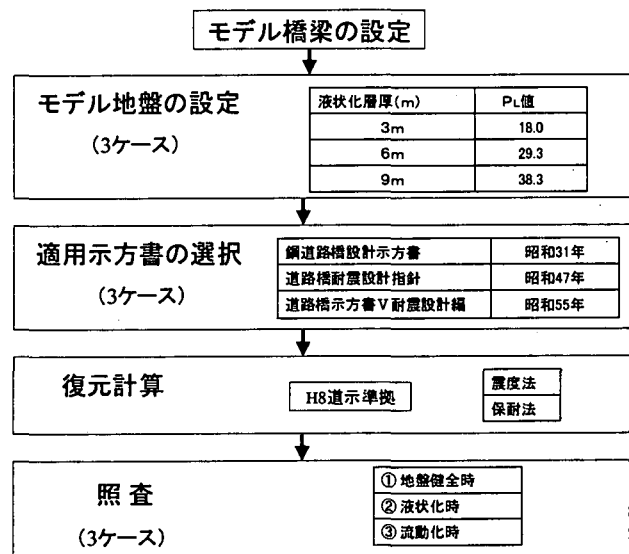 モデル橋梁の設定
モデル地盤の設定
(3ケース)
液状化層厚(m) PL値
3m 18.0
6m 29.3
9m 38.3
適用示方書の選択
(3ケース)
鋼道路橋設計示方書 昭和31年
道路橋耐震設計指針 昭和47年
道路橋示方書Ⅴ耐震設計編 昭和55年
復元計算
H8道示準拠
震度法
保耐法
照査
(3ケース)
①地盤健全時
②液状化時
③流動化時